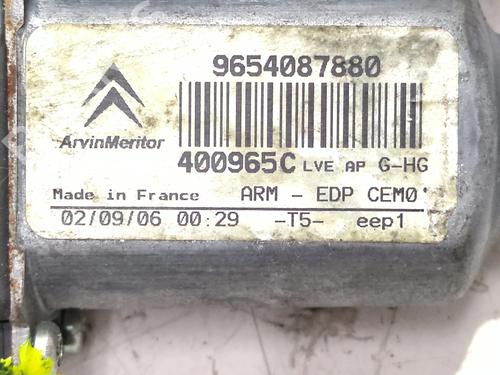 9654087880
ArvinMeritor
400965C LVE AP G-HG
Made in France ARM - EDP CEM0'
02/09/06 00:29 -T5- eep1